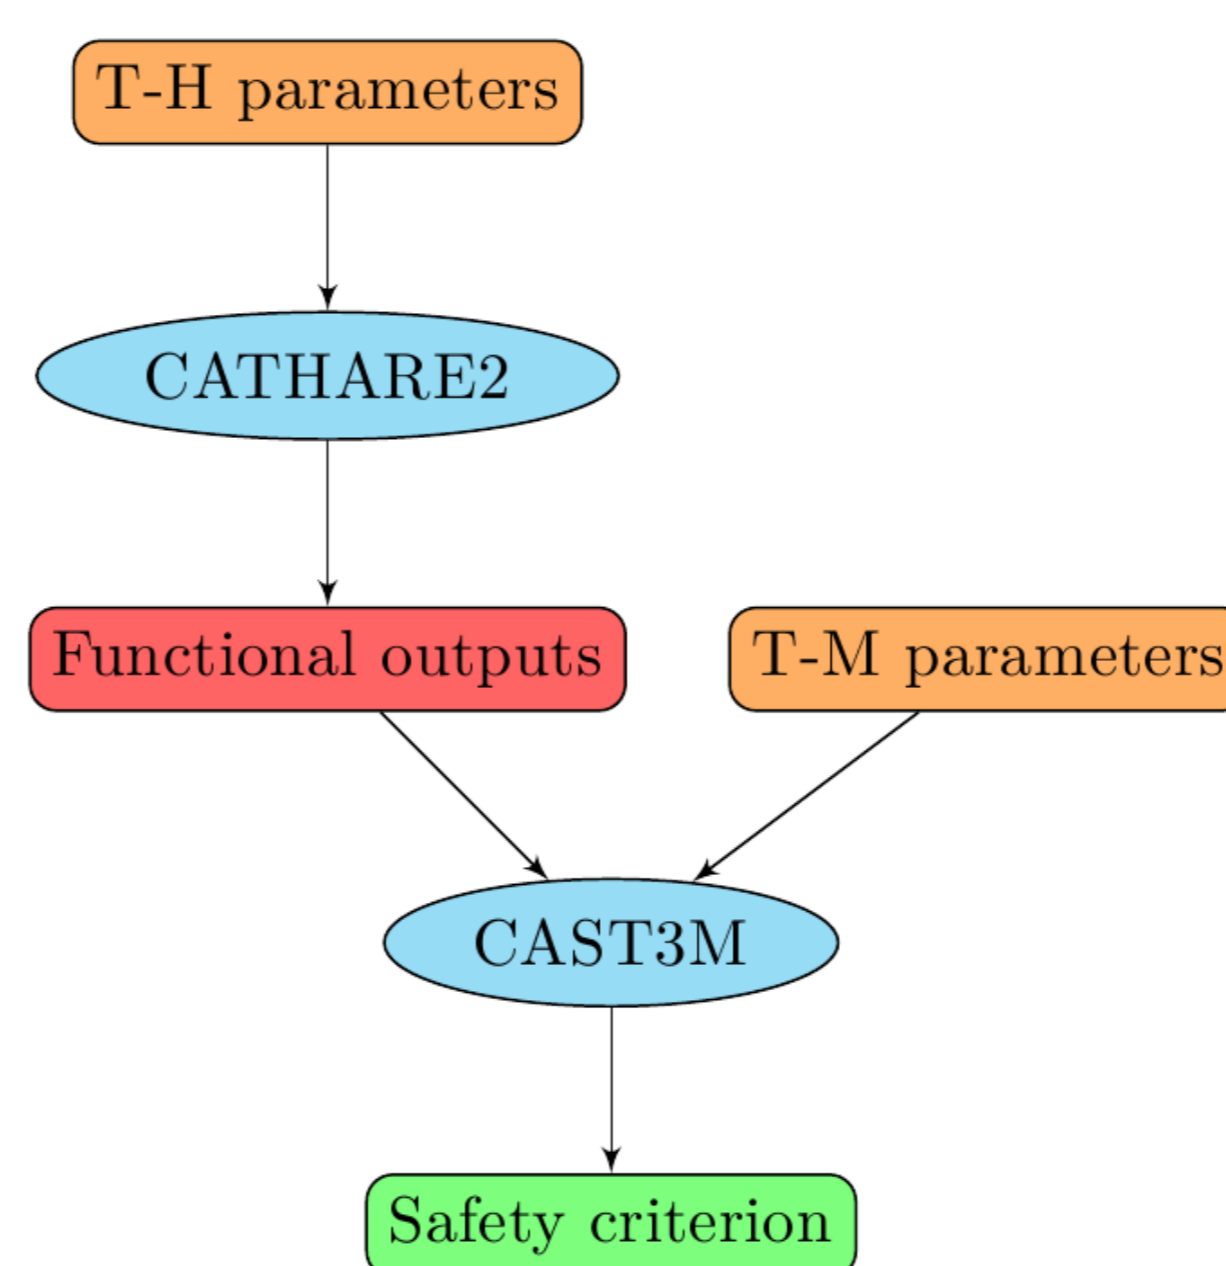 T-H parameters
CATHARE2
Functional outputs
T-M parameters
CAST3M
Safety criterion